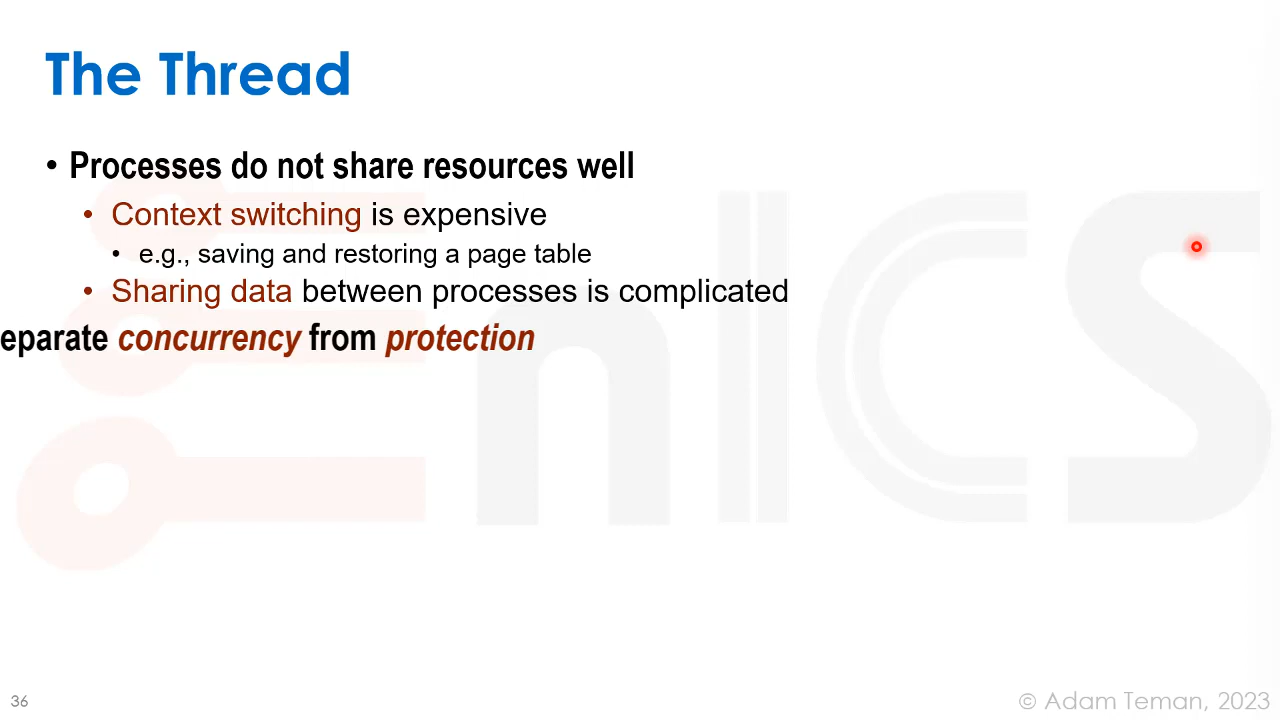 The Thread
• Processes do not share resources well
• Context switching is expensive
• e.g., saving and restoring a page table
• Sharing data between processes is complicated
eparate concurrency from protection
nICS
36
© Adam Teman, 2023